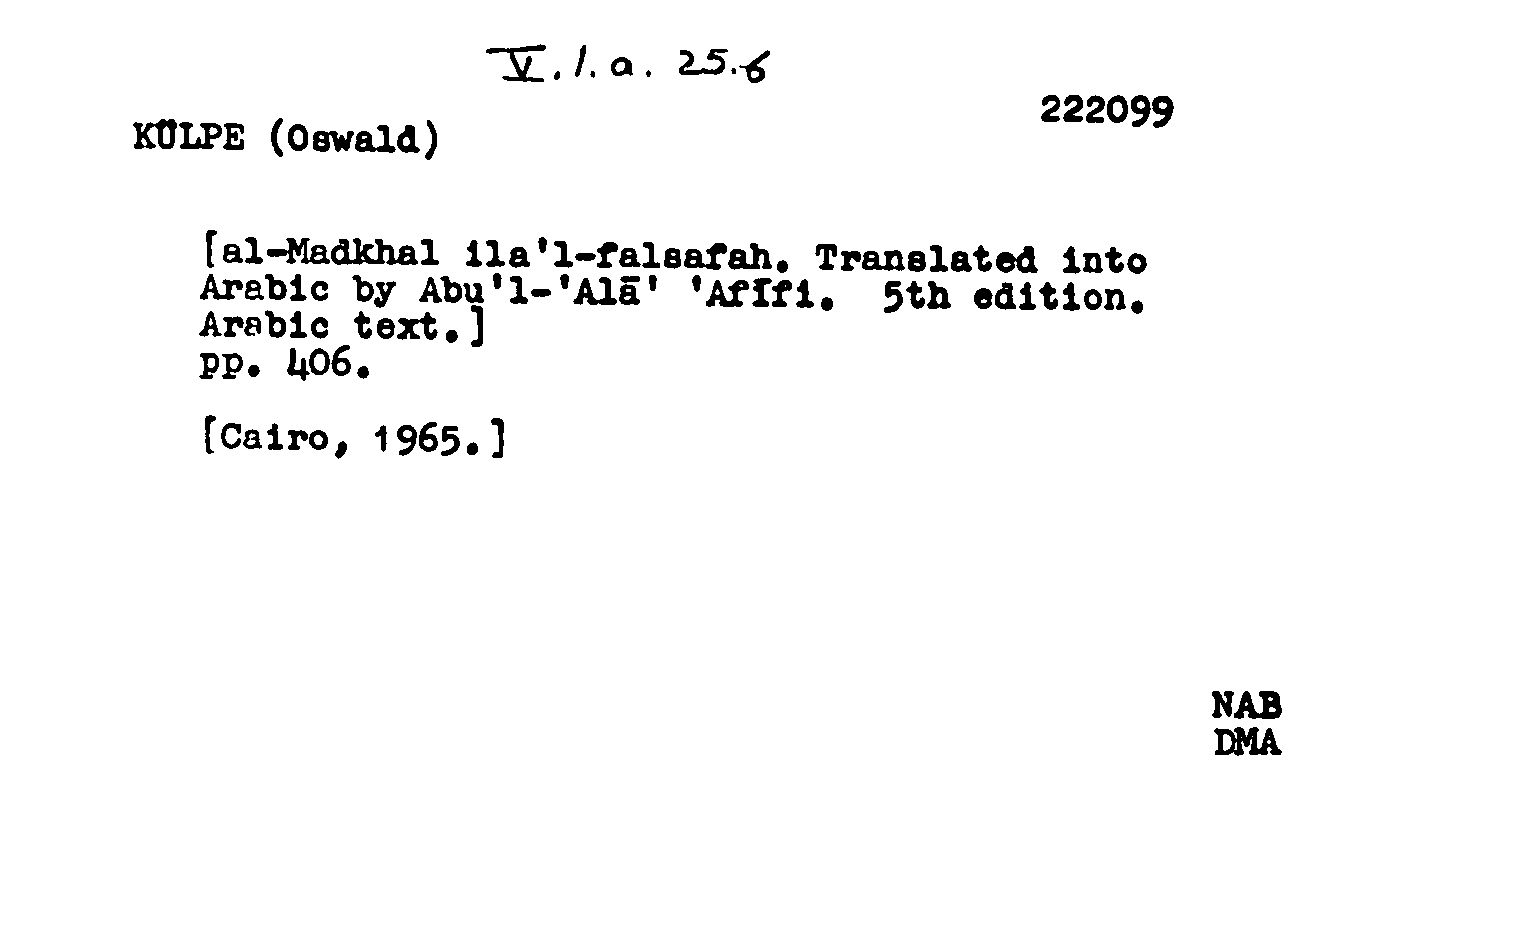 V.1.a. 25.6
222099
KÜLPE (Oswald)
[al-Madkhal ila'l-falsafah. Translated into
Arabic by Abu'l-'Alā' 'Afīfi. 5th edition.
Arabic text.]
pp. 406.
[Cairo, 1965.]
NAB
DMA